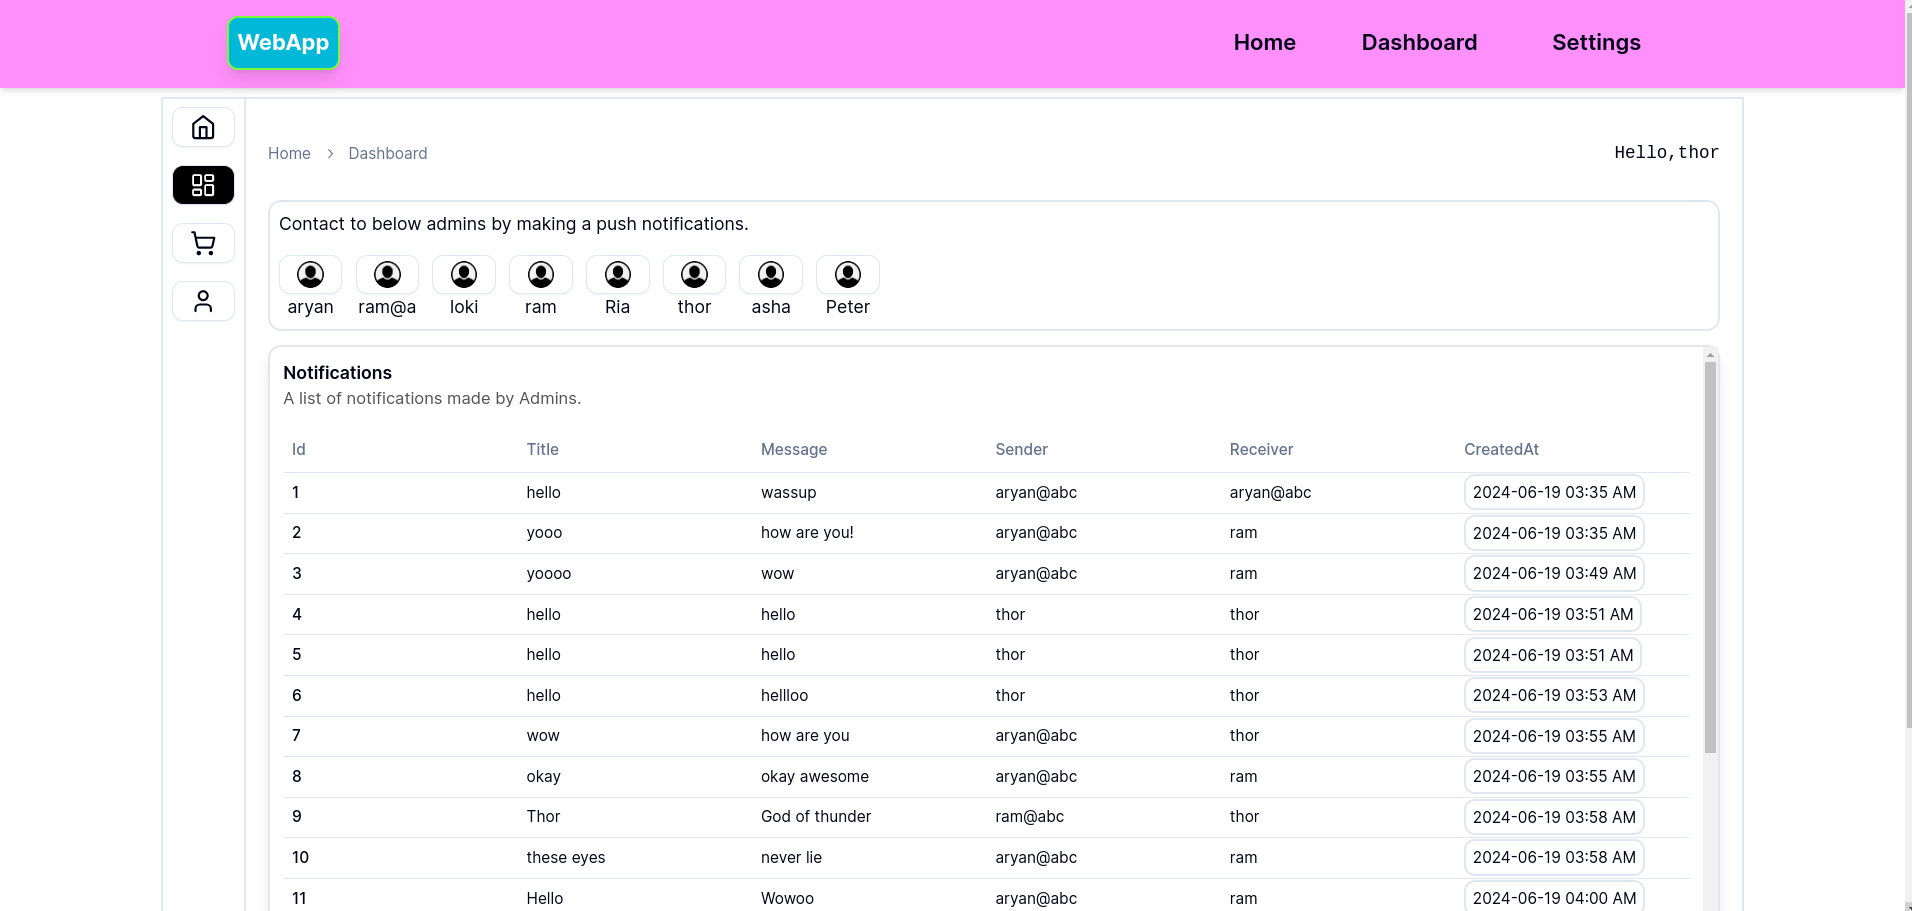 WebApp Home Dashboard Settings
Home Dashboard Hello,thor
Contact to below admins by making a push notifications.
aryan ram@a loki ram Ria thor asha Peter
Notifications
A list of notifications made by Admins.
Id Title Message Sender Receiver CreatedAt
1 hello wassup aryan@abc aryan@abc 2024-06-19 03:35 AM
2 yooo how are you! aryan@abc ram 2024-06-19 03:35 AM
3 yoooo wow aryan@abc ram 2024-06-19 03:49 AM
4 hello hello thor thor 2024-06-19 03:51 AM
5 hello hello thor thor 2024-06-19 03:51 AM
6 hello hellloo thor thor 2024-06-19 03:53 AM
7 wow how are you aryan@abc thor 2024-06-19 03:55 AM
8 okay okay awesome aryan@abc ram 2024-06-19 03:55 AM
9 Thor God of thunder ram@abc thor 2024-06-19 03:58 AM
10 these eyes never lie aryan@abc ram 2024-06-19 03:58 AM
11 Hello Wowoo aryan@abc ram 2024-06-19 04:00 AM